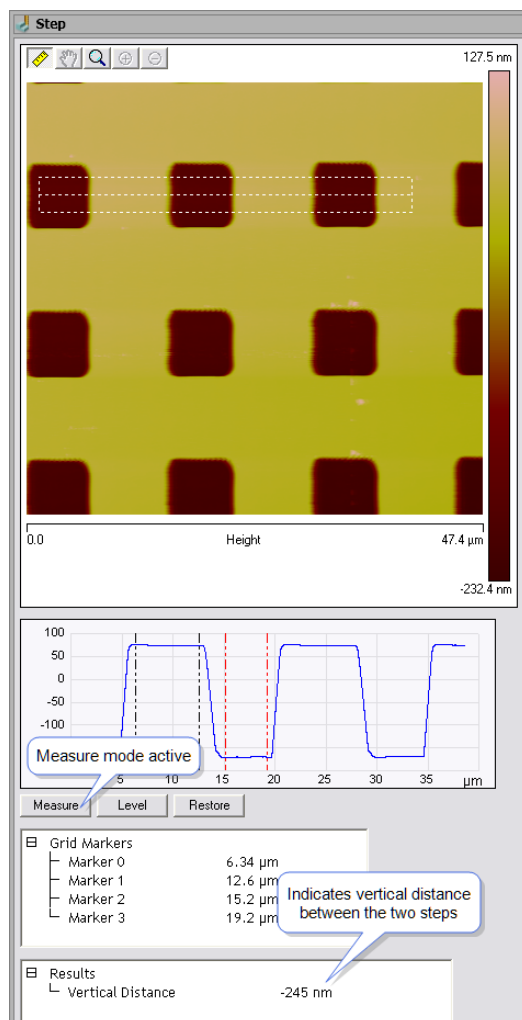 Step
127.5 nm
0.0 Height 47.4 µm
-232.4 nm
100
50
0
-50
-100
Measure mode active
5 10 15 20 25 30 35 µm
Measure Level Restore
Grid Markers
Marker 0 6.34 µm
Marker 1 12.6 µm
Marker 2 15.2 µm
Marker 3 19.2 µm
Indicates vertical distance
between the two steps
Results
Vertical Distance -245 nm